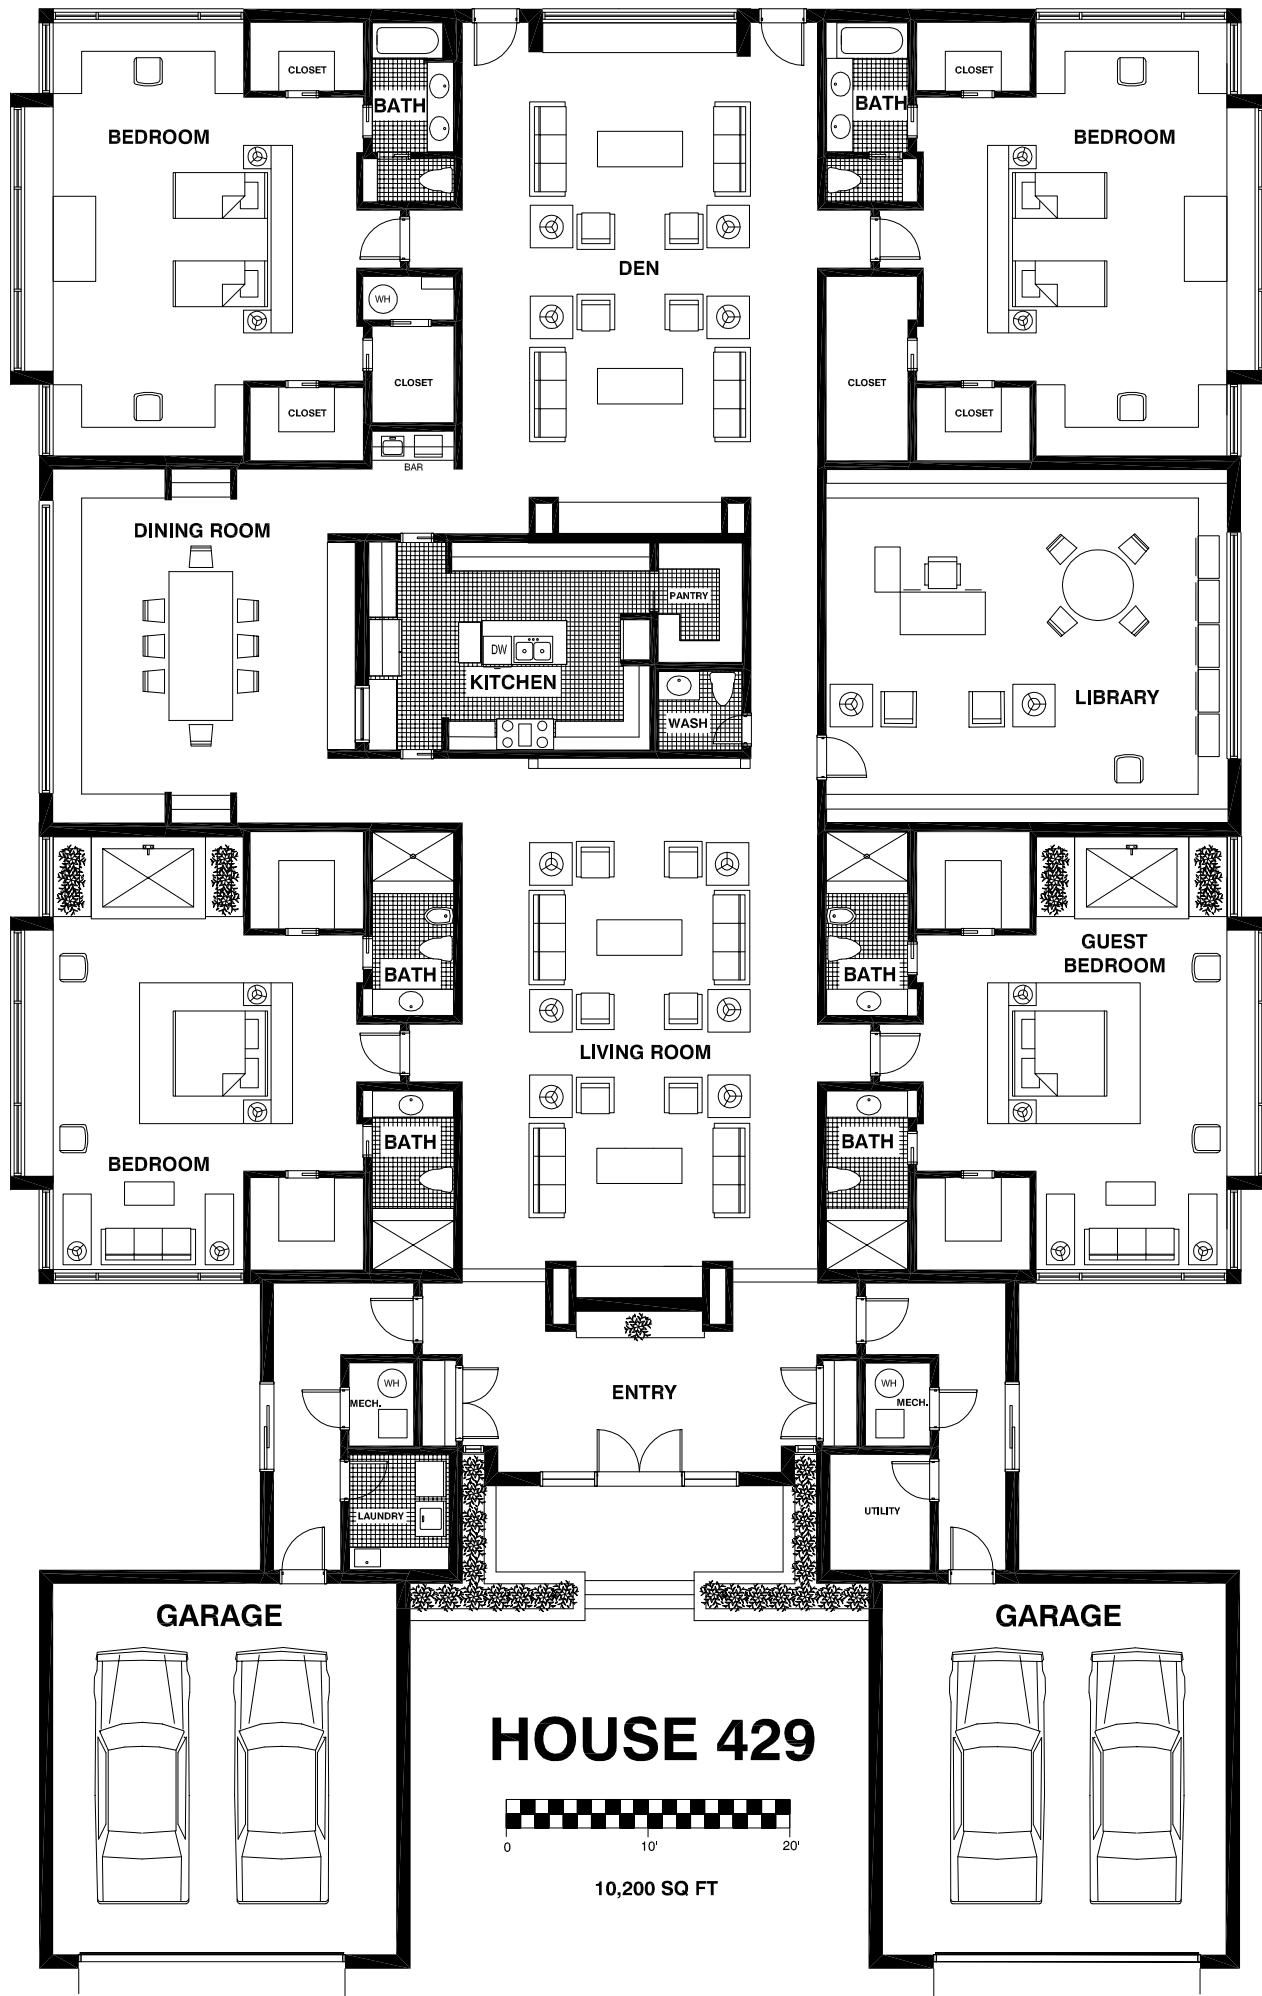 CLOSET
CLOSET
BATH
BATH
BEDROOM
BEDROOM
DEN
WH
CLOSET
CLOSET
CLOSET
CLOSET
BAR
DINING ROOM
PANTRY
DW
KITCHEN
LIBRARY
WASH
GUEST
BEDROOM
BATH
BATH
LIVING ROOM
BATH
BATH
BEDROOM
WH
ENTRY
WH
MECH.
MECH.
LAUNDRY
UTILITY
GARAGE
GARAGE
HOUSE 429
0
10'
20'
10,200 SQ FT